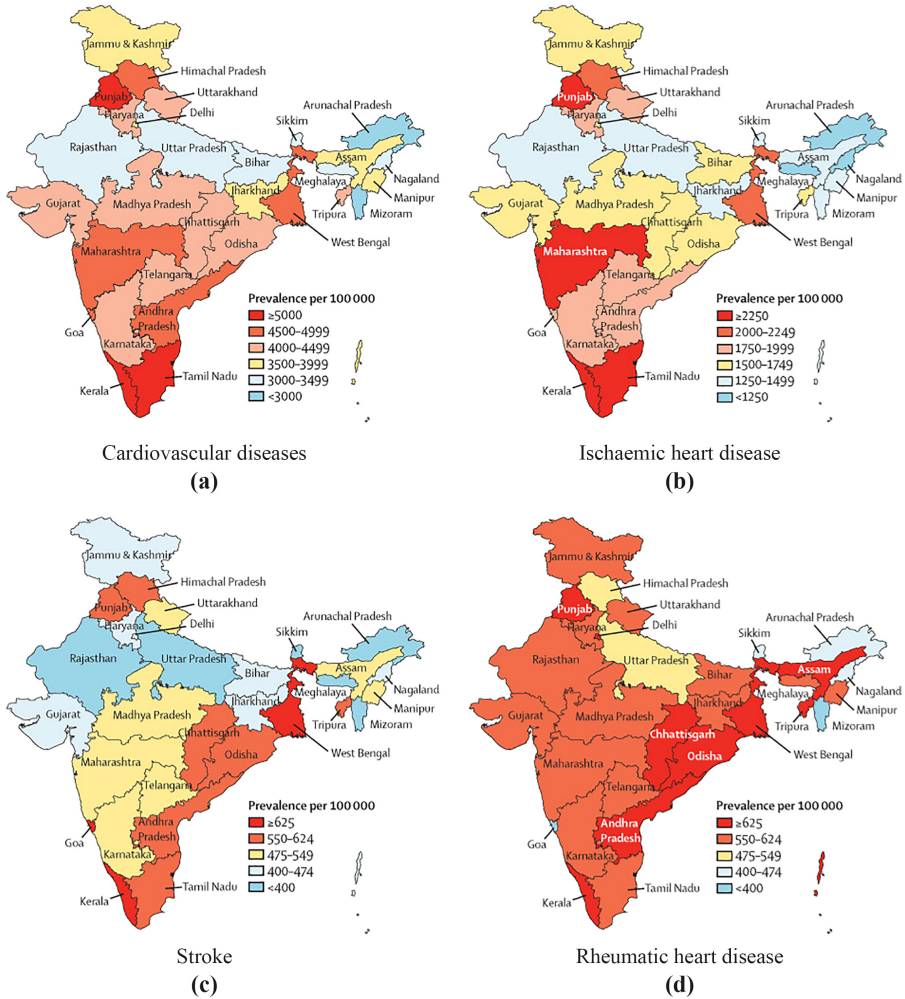 Jammu & Kashmir
Himachal Pradesh
Punjab
Uttarakhand
Haryana
Delhi
Arunachal Pradesh
Sikkim
Rajasthan
Uttar Pradesh
Bihar
Assam
Nagaland
Meghalaya
Manipur
Jharkhand
Gujarat
Madhya Pradesh
Tripura
Mizoram
Chhattisgarh
West Bengal
Odisha
Maharashtra
Telangana
Prevalence per 100 000
≥5000
4500–4999
4000–4499
3500–3999
3000–3499
<3000
Andhra
Pradesh
Goa
Karnataka
Kerala
Tamil Nadu
Cardiovascular diseases
(a)
Jammu & Kashmir
Himachal Pradesh
Punjab
Uttarakhand
Haryana
Delhi
Arunachal Pradesh
Sikkim
Rajasthan
Uttar Pradesh
Bihar
Assam
Nagaland
Meghalaya
Manipur
Jharkhand
Gujarat
Madhya Pradesh
Tripura
Mizoram
Chhattisgarh
West Bengal
Odisha
Maharashtra
Telangana
Prevalence per 100 000
≥2250
2000–2249
1750–1999
1500–1749
1250–1499
<1250
Andhra
Pradesh
Goa
Karnataka
Kerala
Tamil Nadu
Ischaemic heart disease
(b)
Jammu & Kashmir
Himachal Pradesh
Punjab
Uttarakhand
Haryana
Delhi
Arunachal Pradesh
Sikkim
Rajasthan
Uttar Pradesh
Bihar
Assam
Nagaland
Meghalaya
Manipur
Jharkhand
Gujarat
Madhya Pradesh
Tripura
Mizoram
Chhattisgarh
West Bengal
Odisha
Maharashtra
Telangana
Prevalence per 100 000
≥625
550–624
475–549
400–474
<400
Andhra
Pradesh
Goa
Karnataka
Kerala
Tamil Nadu
Stroke
(c)
Jammu & Kashmir
Himachal Pradesh
Punjab
Uttarakhand
Haryana
Delhi
Arunachal Pradesh
Sikkim
Rajasthan
Uttar Pradesh
Bihar
Assam
Nagaland
Meghalaya
Manipur
Jharkhand
Gujarat
Madhya Pradesh
Tripura
Mizoram
Chhattisgarh
West Bengal
Odisha
Maharashtra
Telangana
Prevalence per 100 000
≥625
550–624
475–549
400–474
<400
Andhra
Pradesh
Goa
Karnataka
Kerala
Tamil Nadu
Rheumatic heart disease
(d)